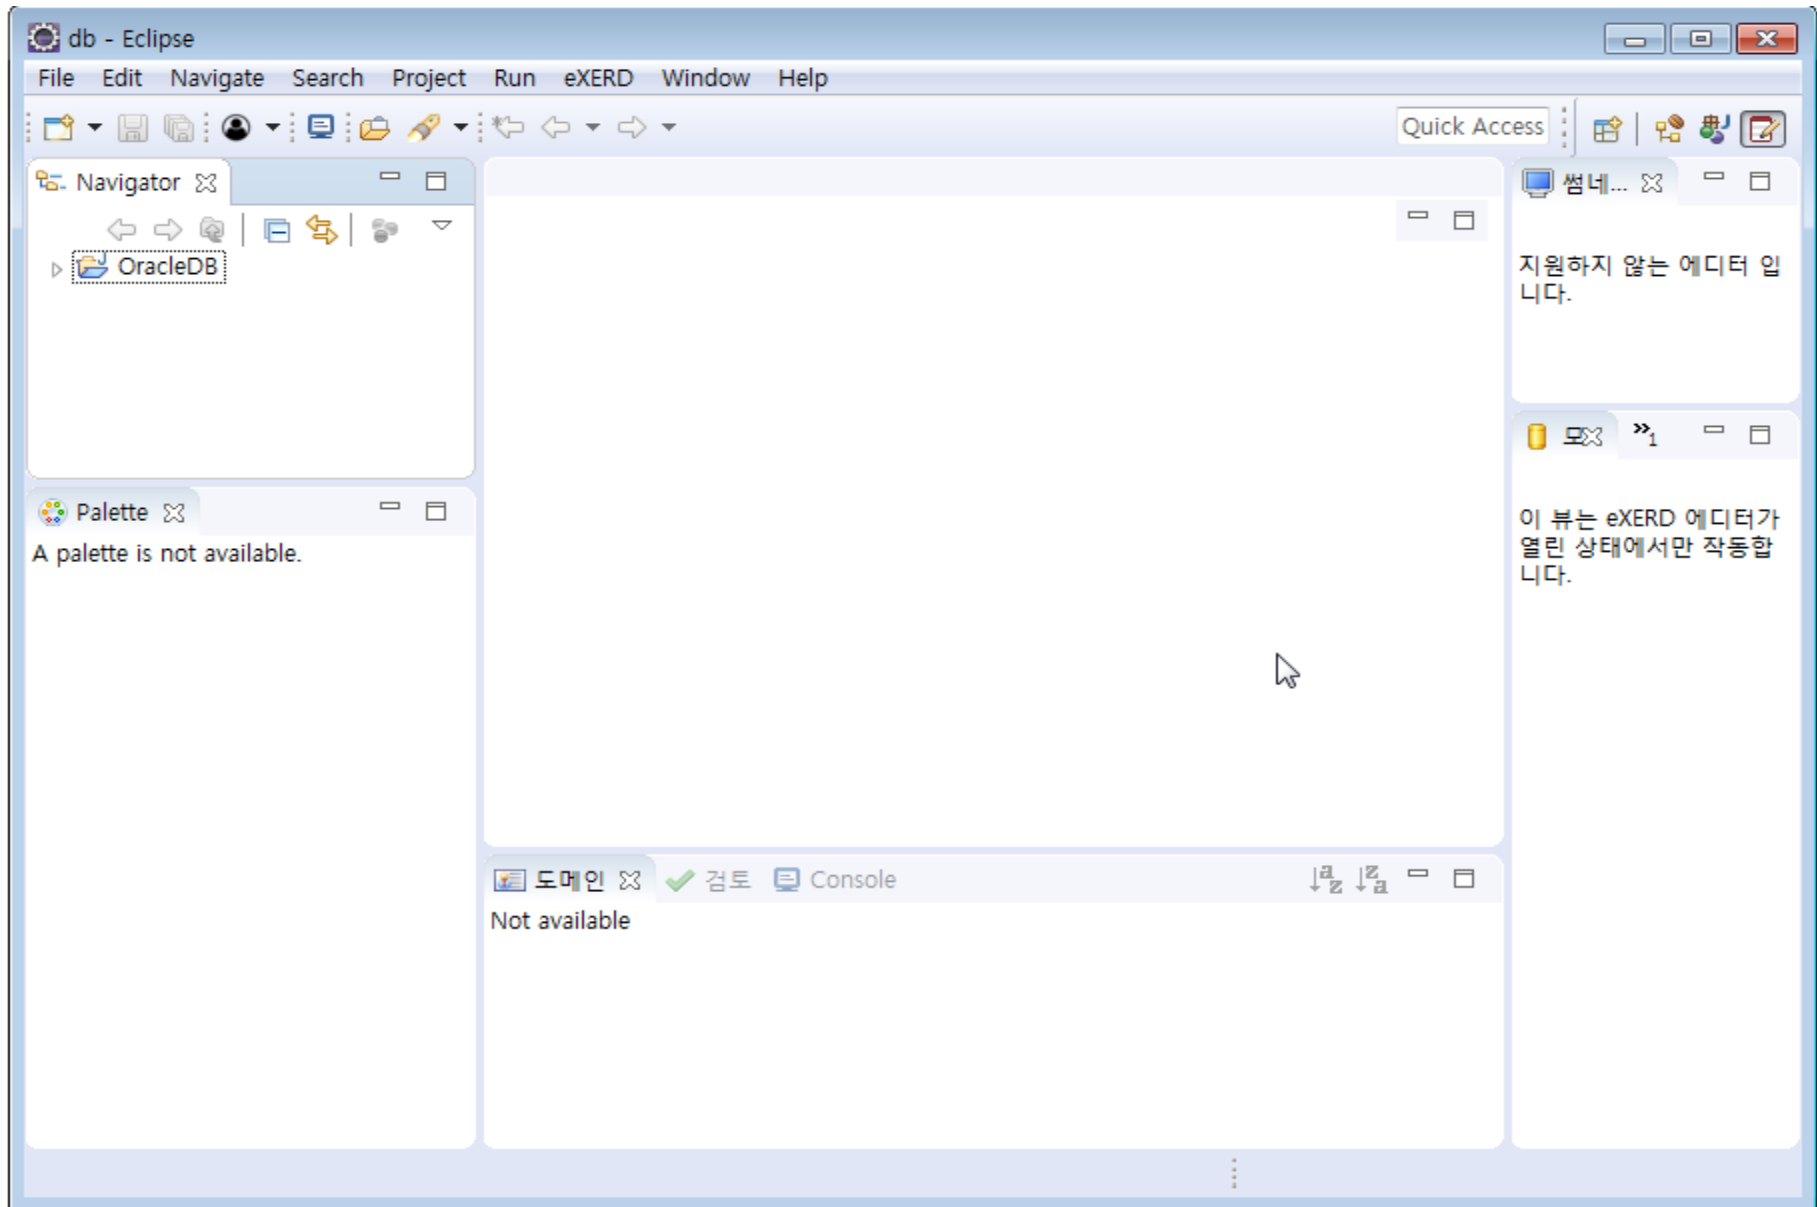 db - Eclipse
File Edit Navigate Search Project Run eXERD Window Help
Quick Access
Navigator
OracleDB
Palette
A palette is not available.
도메인 검토 Console
Not available
썸네...
지원하지 않는 에디터 입
니다.
모 »1
이 뷰는 eXERD 에디터가
열린 상태에서만 작동합
니다.